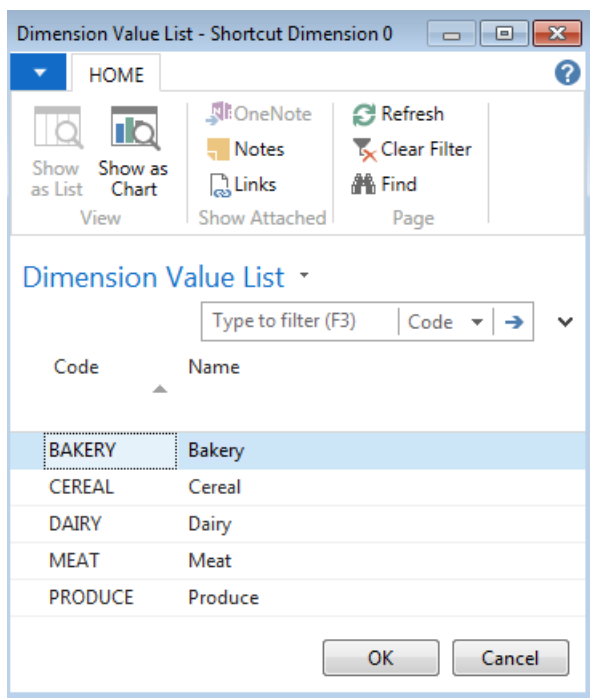 Dimension Value List - Shortcut Dimension 0
HOME
Show as List
Show as Chart
View
OneNote
Notes
Links
Show Attached
Refresh
Clear Filter
Find
Page
Dimension Value List
Type to filter (F3) Code
Code Name
BAKERY Bakery
CEREAL Cereal
DAIRY Dairy
MEAT Meat
PRODUCE Produce
OK Cancel